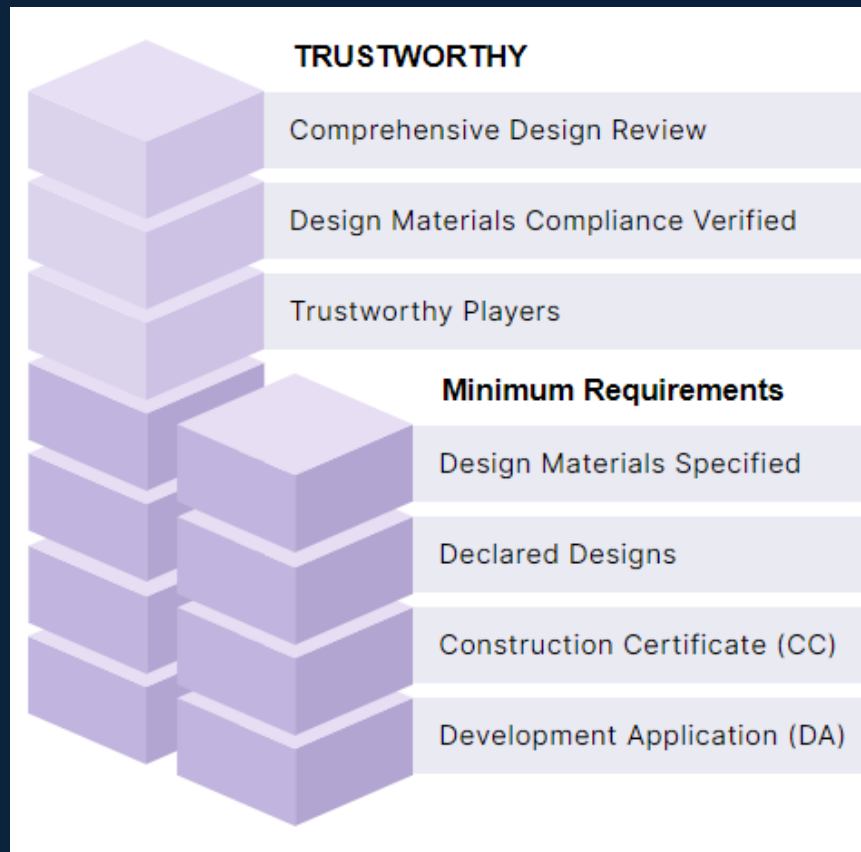 TRUSTWORTHY
Comprehensive Design Review
Design Materials Compliance Verified
Trustworthy Players
Minimum Requirements
Design Materials Specified
Declared Designs
Construction Certificate (CC)
Development Application (DA)